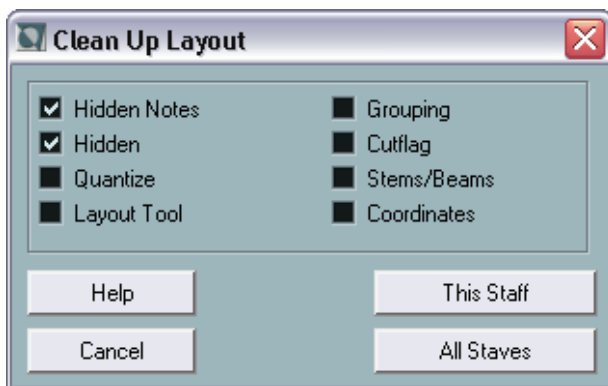 Clean Up Layout
Hidden Notes
Hidden
Quantize
Layout Tool
Grouping
Cutflag
Stems/Beams
Coordinates
Help
This Staff
Cancel
All Staves